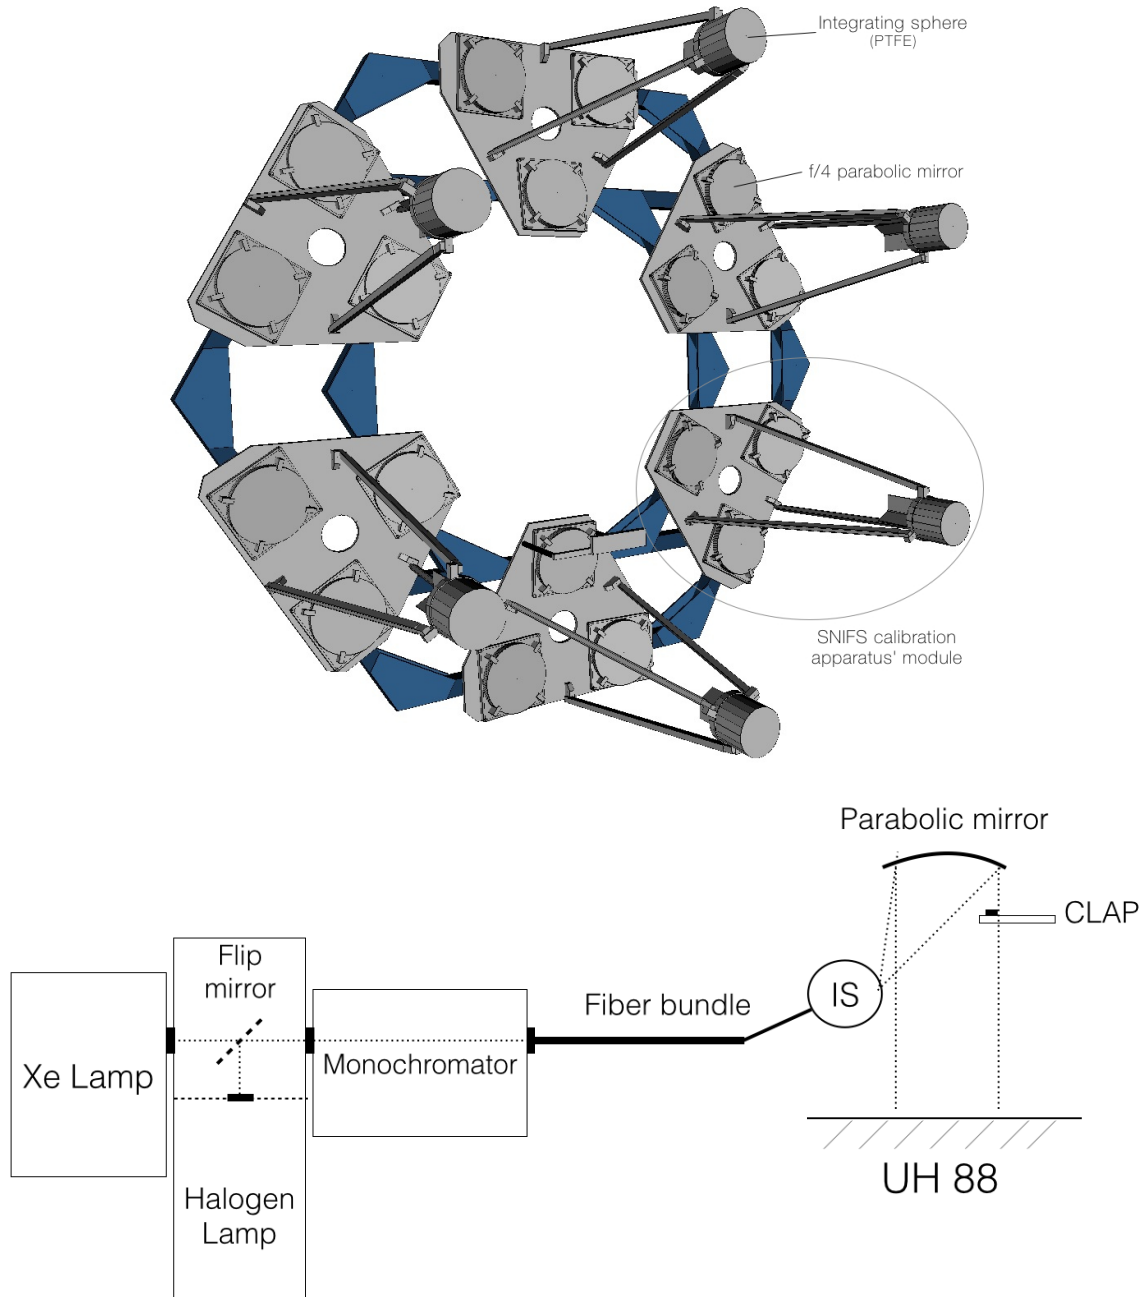 Integrating sphere
(PTFE)
f/4 parabolic mirror
SNIFS calibration
apparatus' module
Parabolic mirror
CLAP
Flip
mirror
IS
Fiber bundle
Xe Lamp
Monochromator
Halogen
Lamp
UH 88